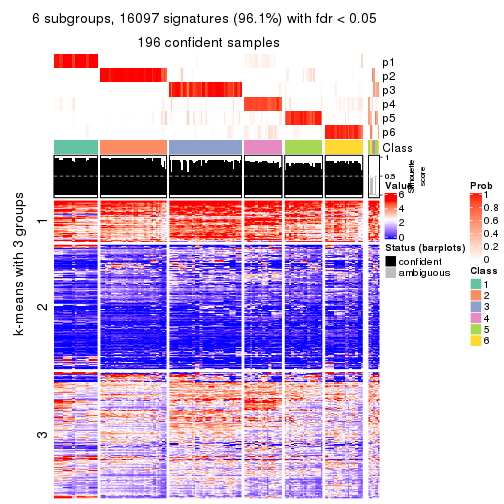 6 subgroups, 16097 signatures (96.1%) with fdr < 0.05
196 confident samples
p1
p2
p3
p4
p5
p6
Class
1
0.5
0
Silhouette
score
k-means with 3 groups
1
2
3
Value
6
4
2
0
Status (barplots)
confident
ambiguous
Prob
1
0.8
0.6
0.4
0.2
0
Class
1
2
3
4
5
6